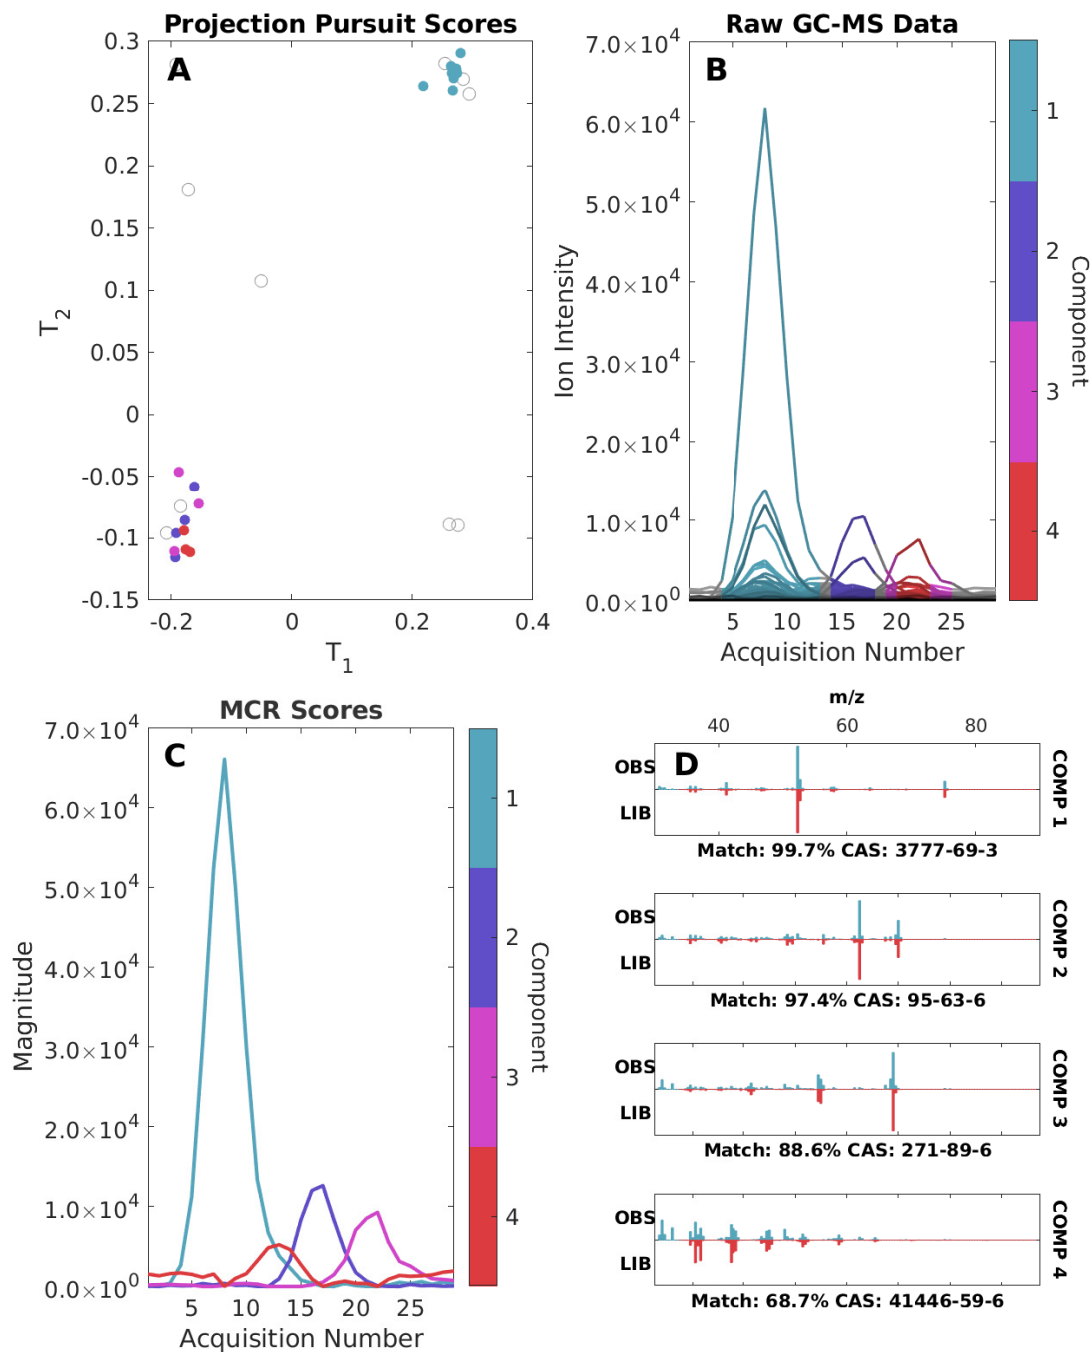 Projection Pursuit Scores
A
0.3
0.25
0.2
0.15
0.1
0.05
0
-0.05
-0.1
-0.15
T2
-0.2 0 0.2 0.4
T1
Raw GC-MS Data
B
7.0×10^4
6.0×10^4
5.0×10^4
4.0×10^4
3.0×10^4
2.0×10^4
1.0×10^4
0.0×10^0
Ion Intensity
5 10 15 20 25
Acquisition Number
1
2
3
4
Component
MCR Scores
C
7.0×10^4
6.0×10^4
5.0×10^4
4.0×10^4
3.0×10^4
2.0×10^4
1.0×10^4
0.0×10^0
Magnitude
5 10 15 20 25
Acquisition Number
1
2
3
4
Component
m/z
40 60 80
D
OBS
LIB
COMP 1
Match: 99.7% CAS: 3777-69-3
OBS
LIB
COMP 2
Match: 97.4% CAS: 95-63-6
OBS
LIB
COMP 3
Match: 88.6% CAS: 271-89-6
OBS
LIB
COMP 4
Match: 68.7% CAS: 41446-59-6